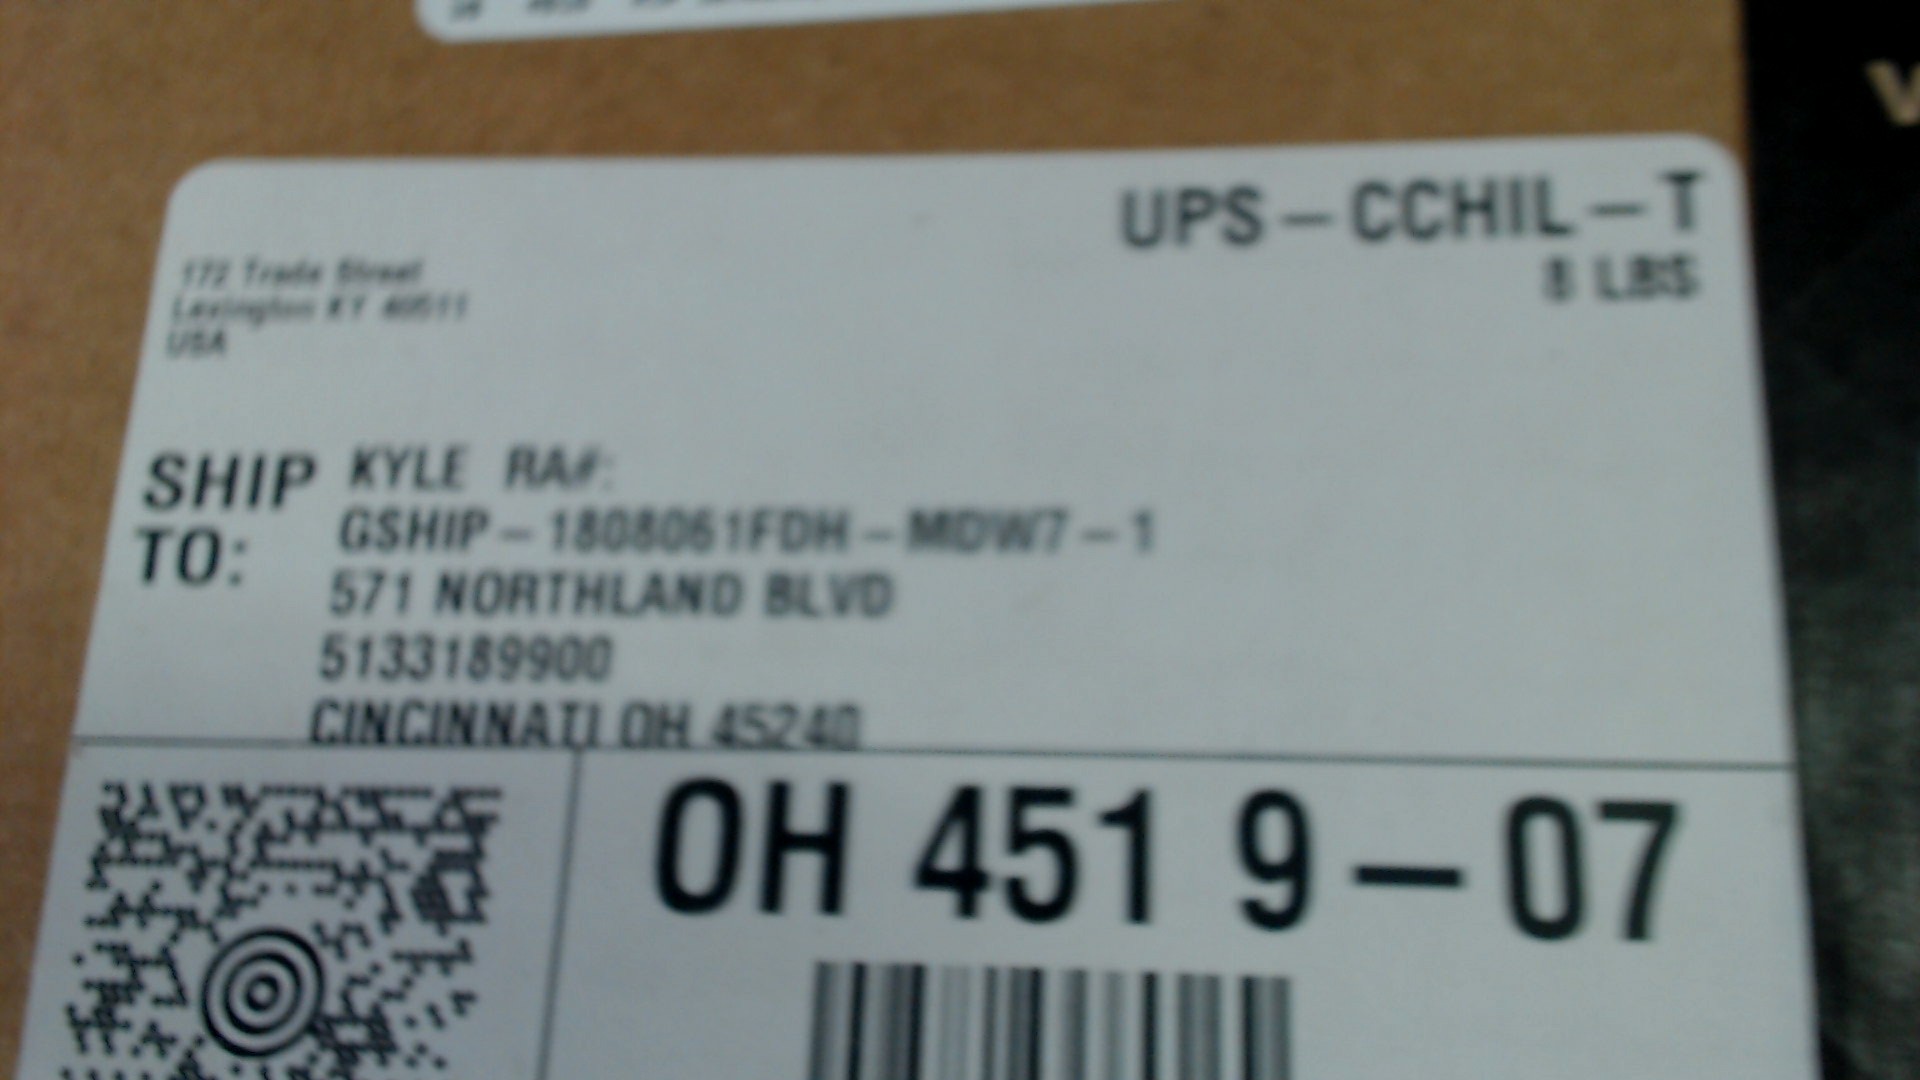 UPS-CCHIL-T
8 LBS
172 Trade Street
Lexington KY 40511
USA
SHIP TO:
KYLE RA#:
GSHIP-1808061FDH-MDW7-1
571 NORTHLAND BLVD
5133189900
CINCINNATI OH 45240
OH 451 9-07